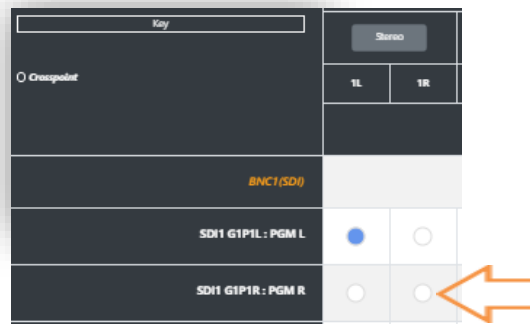 Key
Stereo
Crosspoint
1L 1R
BNC1(SDI)
SDI1 G1P1L : PGM L
SDI1 G1P1R : PGM R